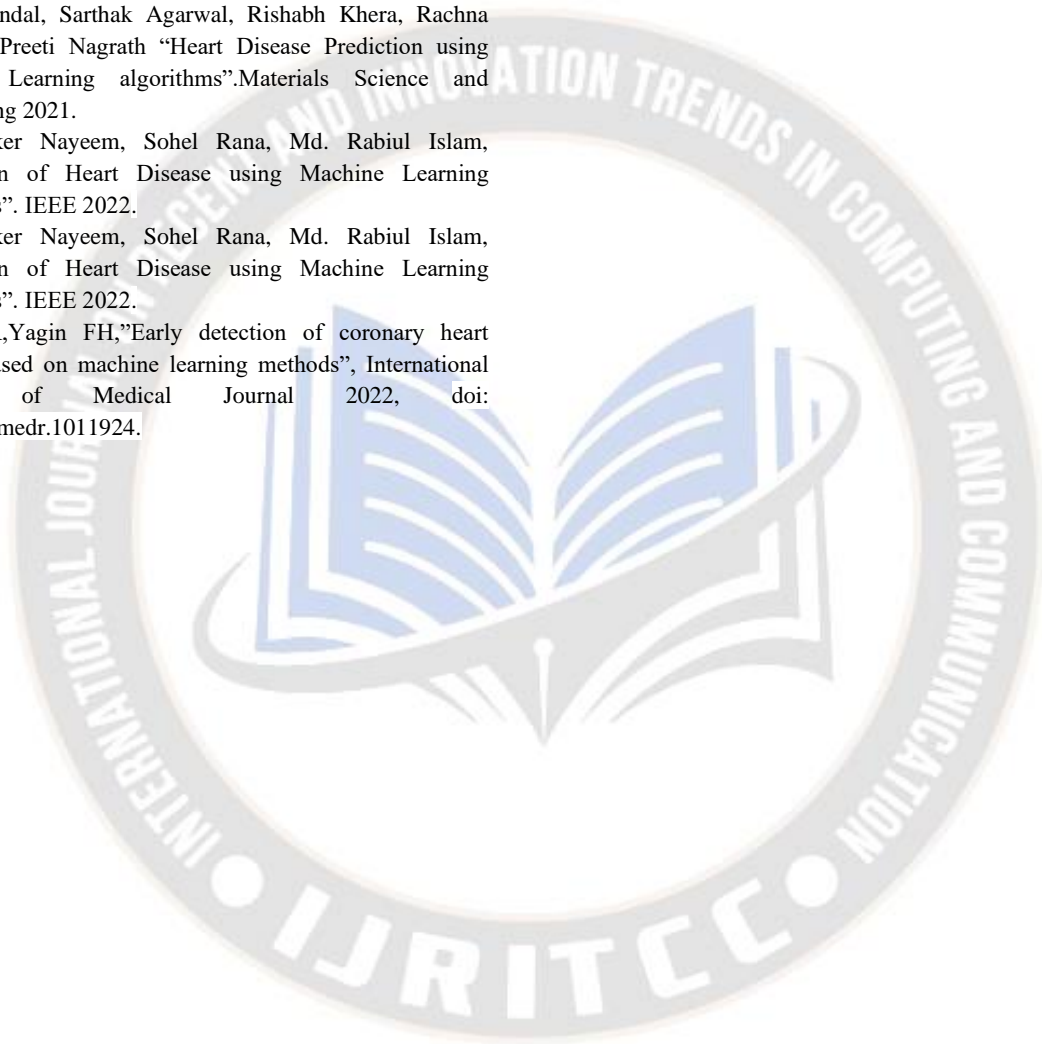 ndal, Sarthak Agarwal, Rishabh Khera, Rachna
Preeti Nagrath “Heart Disease Prediction using
Learning algorithms”.Materials Science and
ng 2021.
ker Nayeem, Sohel Rana, Md. Rabiul Islam,
n of Heart Disease using Machine Learning
s”. IEEE 2022.
ker Nayeem, Sohel Rana, Md. Rabiul Islam,
n of Heart Disease using Machine Learning
s”. IEEE 2022.
,Yagin FH,”Early detection of coronary heart
ased on machine learning methods”, International
of Medical Journal 2022, doi:
medr.1011924.
INTERNATIONAL JOURNAL ON RECENT AND INNOVATION TRENDS IN COMPUTING AND COMMUNICATION
IJRITCC